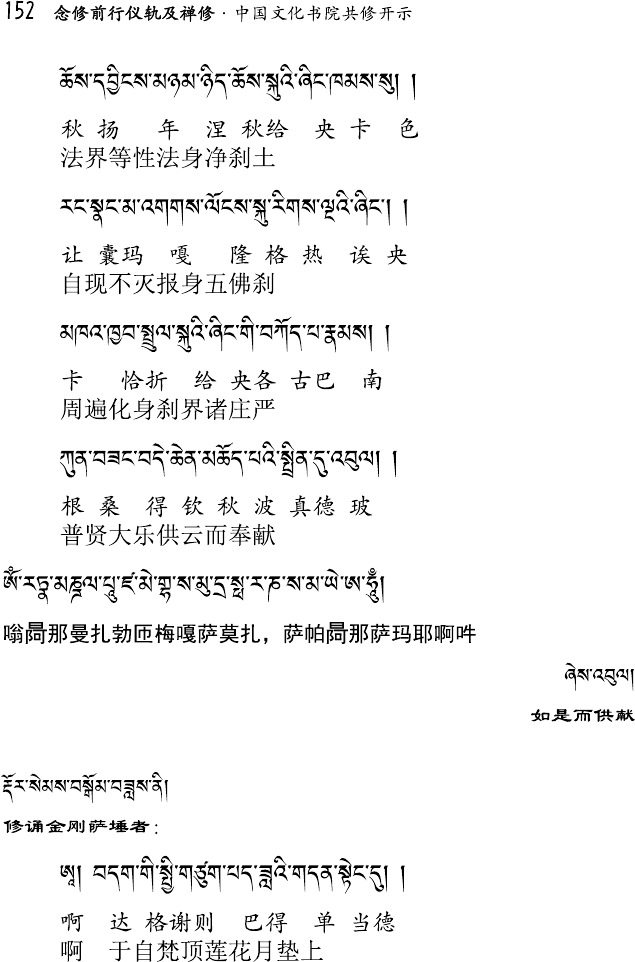 152 念修前行仪轨及禅修 · 中国文化书院共修开示
ཆོས་དབྱིངས་མཉམ་ཉིད་ཆོས་སྐུའི་ཞིང་ཁམས་སུ། །
秋 扬 年 涅 秋给 央 卡 色
法界等性法身净刹土
རང་སྣང་མ་འགགས་ལོངས་སྐུ་རིགས་ལྔའི་ཞིང་། །
让 囊玛 嘎 隆 格 热 诶 央
自现不灭报身五佛刹
མཁའ་ཁྱབ་སྤྲུལ་སྐུའི་ཞིང་གི་བཀོད་པ་རྣམས། །
卡 恰折 给 央各 古巴 南
周遍化身刹界诸庄严
ཀུན་བཟང་བདེ་ཆེན་མཆོད་པའི་སྤྲིན་དུ་འབུལ། །
根 桑 得 钦 秋 波 真德 玻
普贤大乐供云而奉献
ༀ་རཏྣ་མཎྜལ་པཱུ་ཛ་མེ་གྷ་ས་མུ་དྲ་སྥ་ར་ཎ་ས་མ་ཡེ་ཨ་ཧཱུྃ།
嗡啰那曼扎勃匝梅嘎萨莫扎，萨帕啰那萨玛耶啊吽
ཞེས་འབུལ།
如是而供献
རྡོར་སེམས་བསྒོམ་བཟླས་ནི།
修诵金刚萨埵者：
ཨཱ། བདག་གི་སྤྱི་གཙུག་པད་ཟླའི་གདན་སྟེང་དུ། །
啊 达 格谢则 巴得 单 当德
啊 于自梵顶莲花月垫上